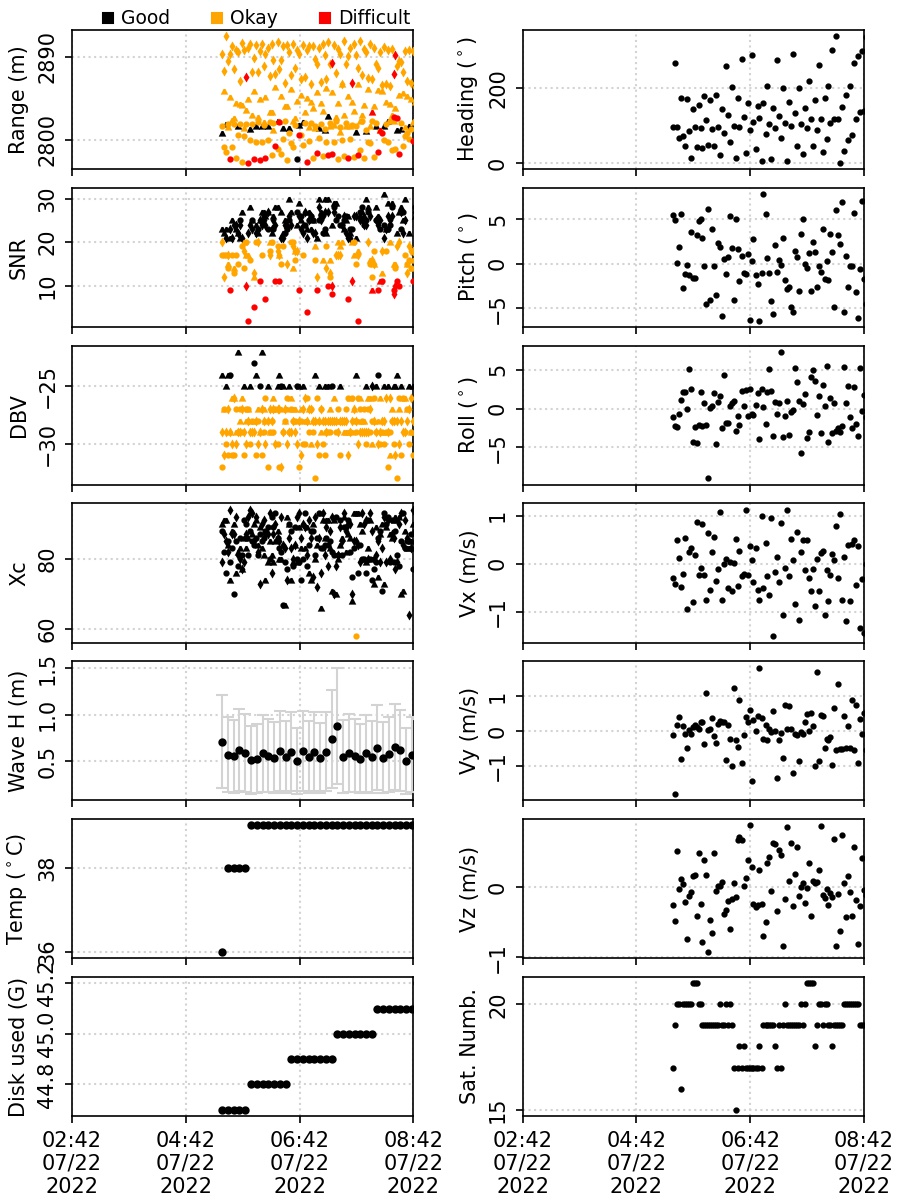 Good Okay Difficult
Range (m)
2890
2800
Heading (°)
200
0
SNR
30
20
10
Pitch (°)
5
0
−5
DBV
−25
−30
Roll (°)
5
0
−5
Xc
80
60
Vx (m/s)
1
0
−1
Wave H (m)
1.5
1.0
0.5
Vy (m/s)
1
0
−1
Temp (°C)
38
36
Vz (m/s)
0
−1
Disk used (G)
45.2
45.0
44.8
Sat. Numb.
20
15
02:42 04:42 06:42 08:42 02:42 04:42 06:42 08:42
07/22 07/22 07/22 07/22 07/22 07/22 07/22 07/22
2022 2022 2022 2022 2022 2022 2022 2022